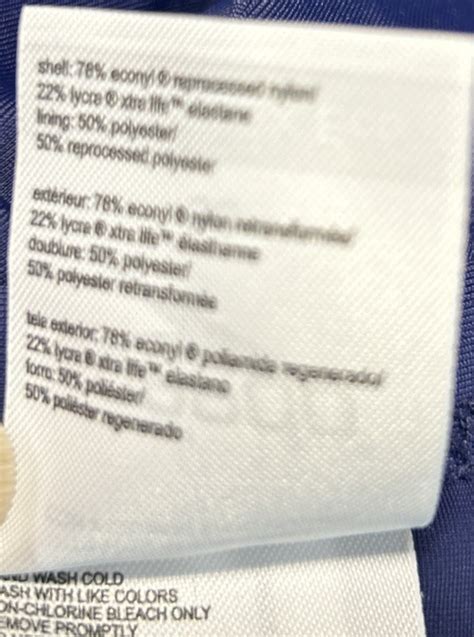 shell: 78% econyl ® reprocessed nylon/
22% lycra ® xtra life™ elastane
lining: 50% polyester/
50% reprocessed polyester
extérieur: 78% econyl ® nylon retransformée/
22% lycra ® xtra life™ élasthanne
doublure: 50% polyester/
50% polyester retransformée
tela exterior: 78% econyl ® poliamida regenerado/
22% lycra ® xtra life™ elastano
forro: 50% poliéster/
50% poliéster regenerado
WASH COLD
ASH WITH LIKE COLORS
ON-CHLORINE BLEACH ONLY
EMOVE PROMPTLY